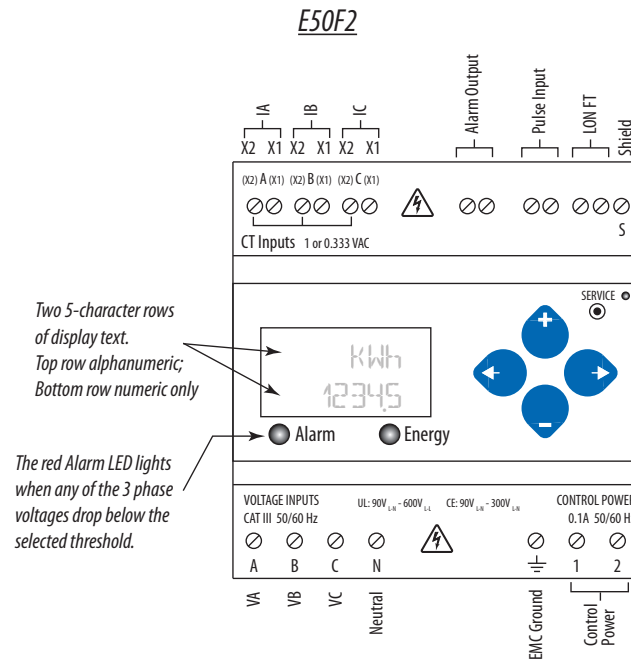 E50F2
IA IB IC Alarm Output Pulse Input LON FT Shield
X2 X1 X2 X1 X2 X1
(X2) A (X1) (X2) B (X1) (X2) C (X1)
S
CT Inputs 1 or 0.333 VAC
SERVICE
Two 5-character rows
of display text.
Top row alphanumeric;
Bottom row numeric only
KWh
1234.5
+
-
Alarm Energy
The red Alarm LED lights
when any of the 3 phase
voltages drop below the
selected threshold.
VOLTAGE INPUTS UL: 90V L-N - 600V L-L CE: 90V L-N - 300V L-N CONTROL POWER
CAT III 50/60 Hz 0.1A 50/60 H
A B C N 1 2
VA VB VC Neutral EMC Ground Control Power